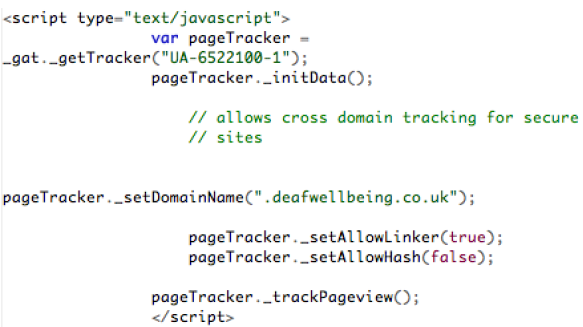 <script type="text/javascript">
var pageTracker =
_gat._getTracker("UA-6522100-1");
pageTracker._initData();
// allows cross domain tracking for secure
// sites
pageTracker._setDomainName(".deafwellbeing.co.uk");
pageTracker._setAllowLinker(true);
pageTracker._setAllowHash(false);
pageTracker._trackPageview();
</script>